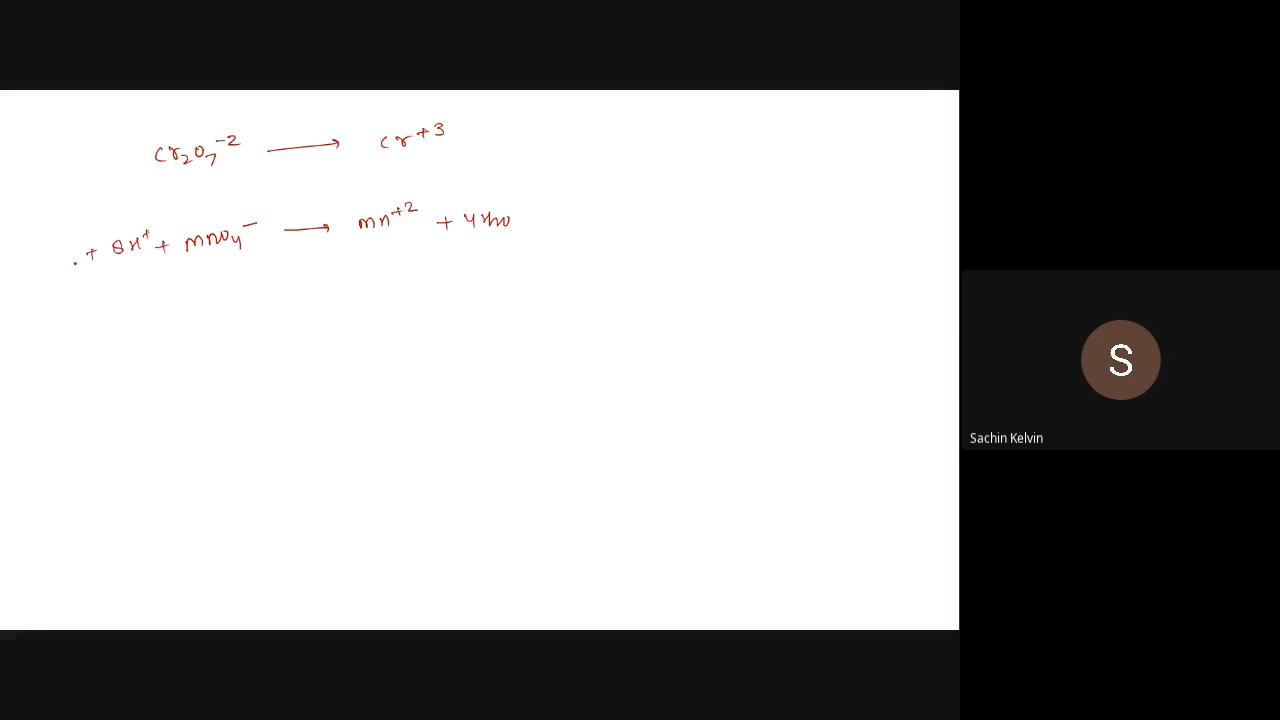 Cr₂O₇⁻² ⟶ Cr⁺³
. + 8H⁺ + MnO₄⁻ ⟶ Mn⁺² + 4H₂O
S
Sachin Kelvin